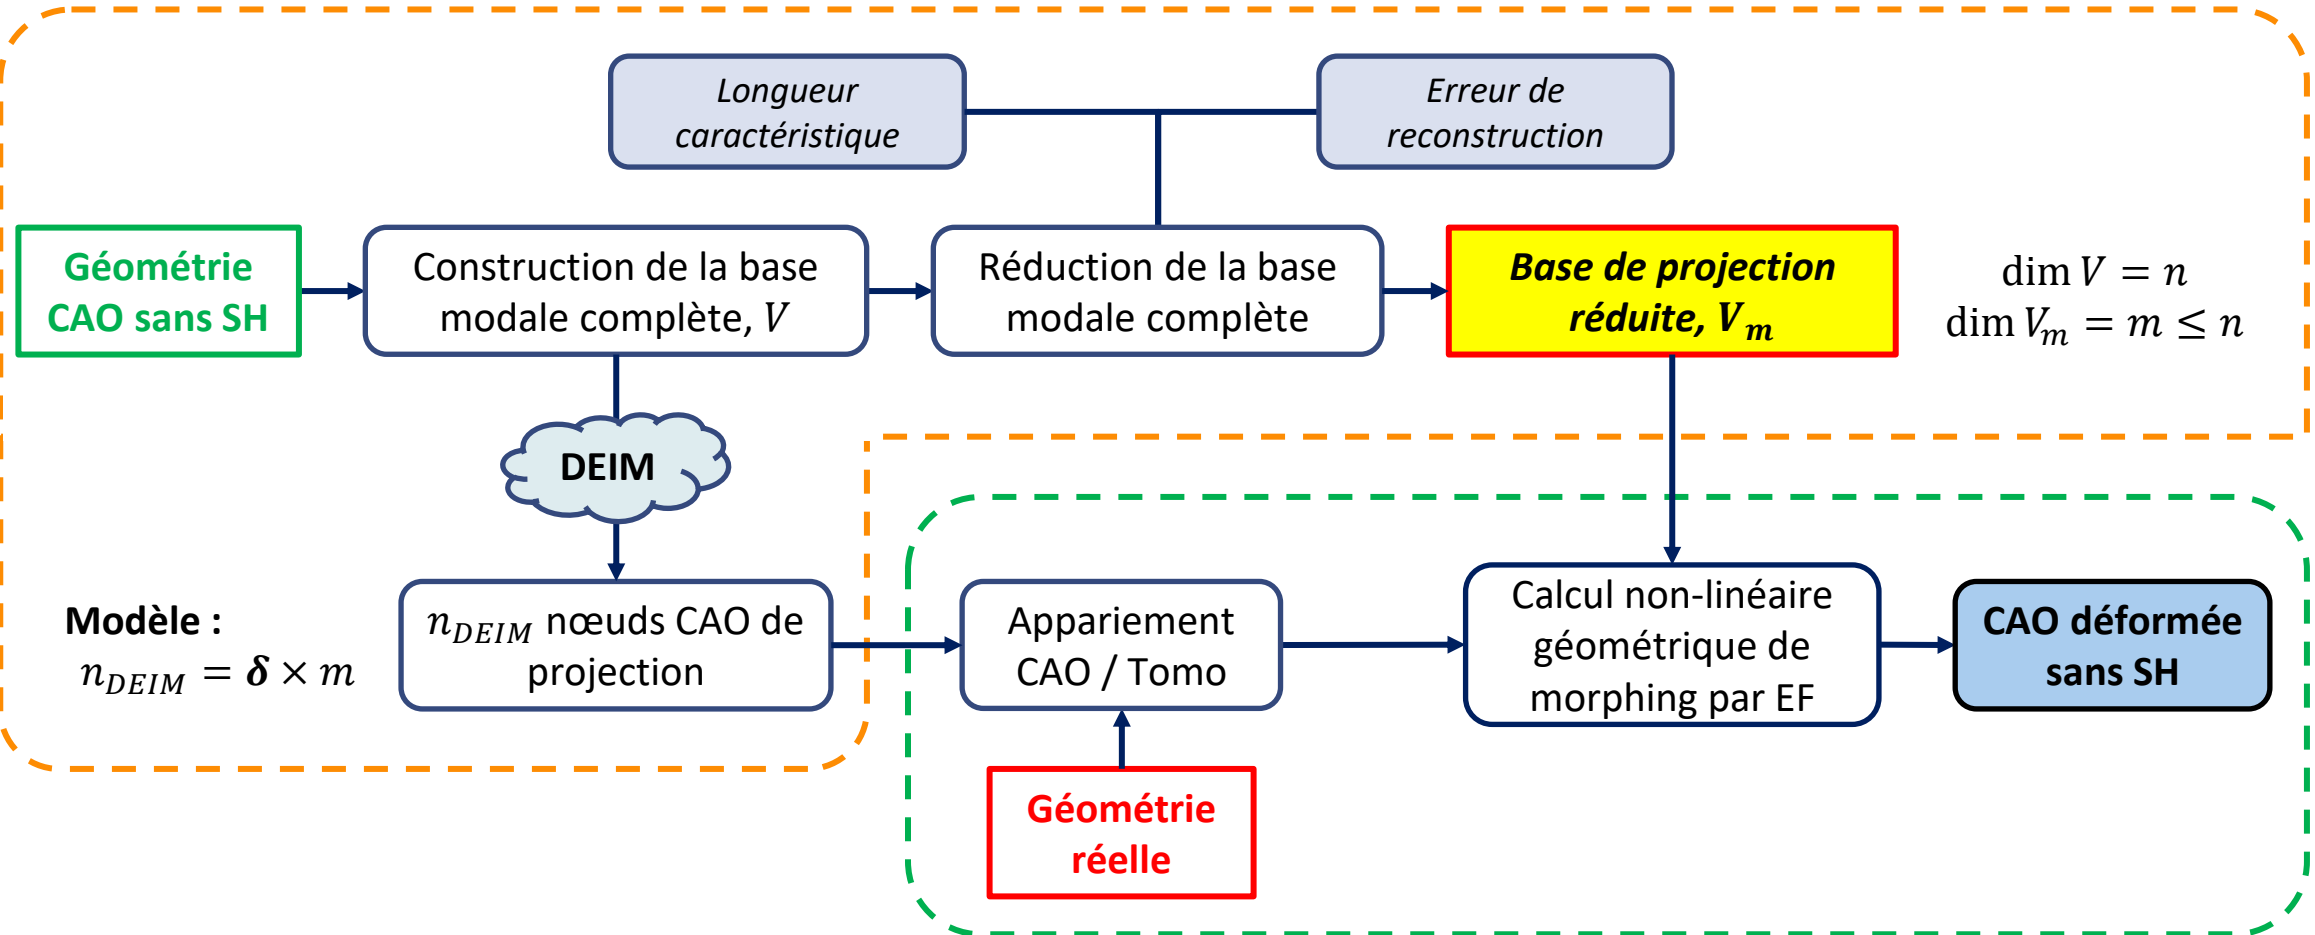 Longueur
caractéristique
Erreur de
reconstruction
Géométrie
CAO sans SH
Construction de la base
modale complète, V
Réduction de la base
modale complète
Base de projection
réduite, Vₘ
dim V = n
dim Vₘ = m ≤ n
DEIM
Modèle :
n_DEIM = δ × m
n_DEIM nœuds CAO de
projection
Appariement
CAO / Tomo
Calcul non-linéaire
géométrique de
morphing par EF
CAO déformée
sans SH
Géométrie
réelle